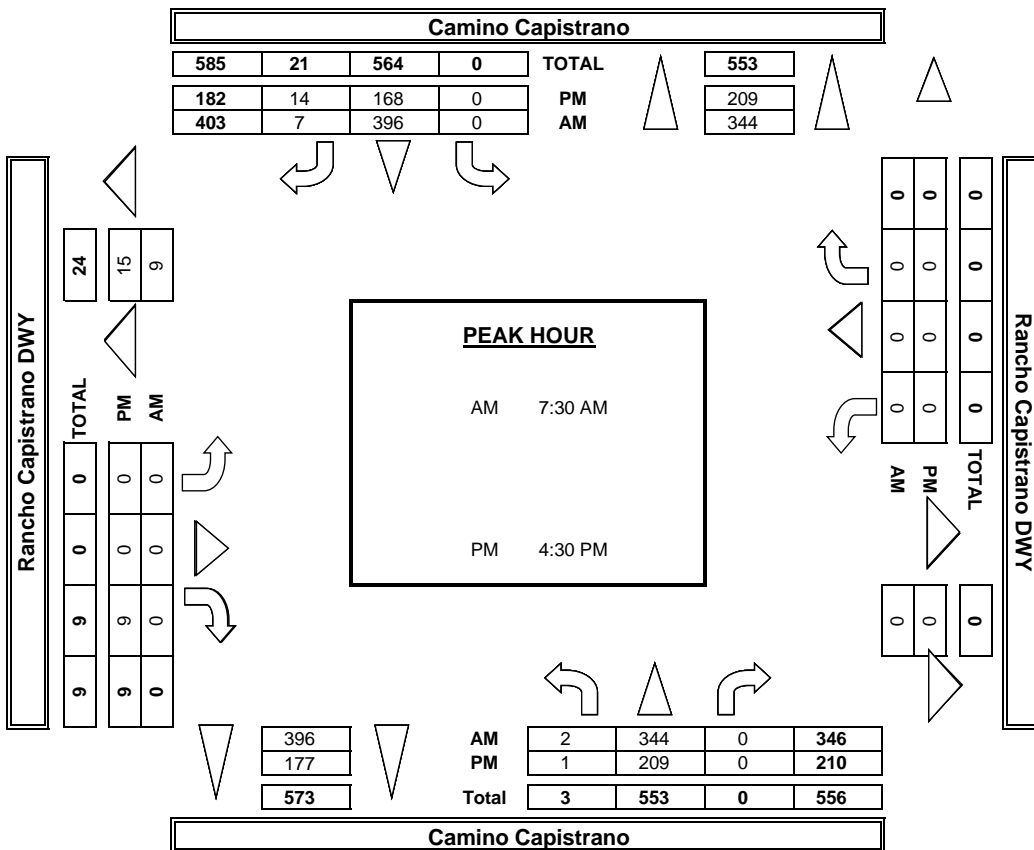 Camino Capistrano
585 21 564 0 TOTAL 553
182 14 168 0 PM 209
403 7 396 0 AM 344
Rancho Capistrano DWY
24 15 9
TOTAL PM AM
0 0 0
0 0 0
9 9 0
9 9 0
PEAK HOUR
AM 7:30 AM
PM 4:30 PM
0 0 0
0 0 0
0 0 0
0 0 0
AM PM TOTAL
0 0 0
Rancho Capistrano DWY
396 AM 2 344 0 346
177 PM 1 209 0 210
573 Total 3 553 0 556
Camino Capistrano